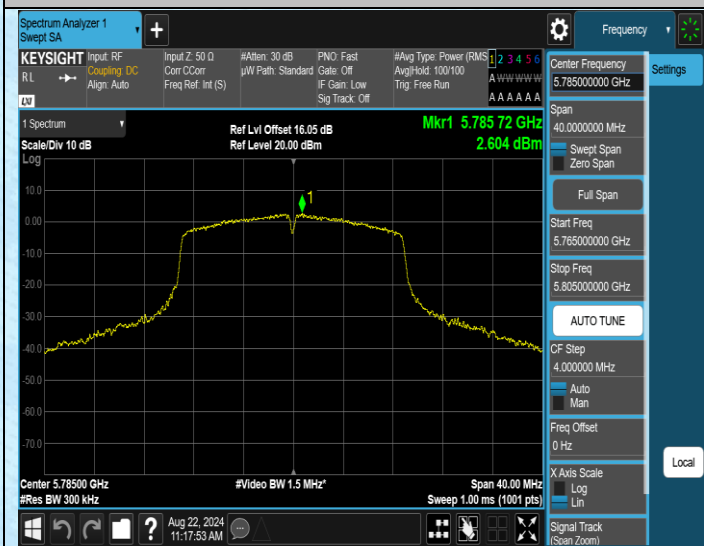 Spectrum Analyzer 1
Swept SA
Frequency
KEYSIGHT
R L
LXI
Input: RF
Coupling: DC
Align: Auto
Input Z: 50 Ω
Corr CCorr
Freq Ref: Int (S)
#Atten: 30 dB
µW Path: Standard
PNO: Fast
Gate: Off
IF Gain: Low
Sig Track: Off
#Avg Type: Power (RMS
Avg|Hold: 100/100
Trig: Free Run
1 2 3 4 5 6
A W W W W W
A A A A A A
1 Spectrum
Scale/Div 10 dB
Log
Ref Lvl Offset 16.05 dB
Ref Level 20.00 dBm
Mkr1 5.785 72 GHz
2.604 dBm
1
10.0
0.00
-10.0
-20.0
-30.0
-40.0
-50.0
-60.0
-70.0
Center 5.78500 GHz
#Res BW 300 kHz
#Video BW 1.5 MHz*
Span 40.00 MHz
Sweep 1.00 ms (1001 pts)
Center Frequency
5.785000000 GHz
Span
40.0000000 MHz
Swept Span
Zero Span
Full Span
Start Freq
5.765000000 GHz
Stop Freq
5.805000000 GHz
AUTO TUNE
CF Step
4.000000 MHz
Auto
Man
Freq Offset
0 Hz
X Axis Scale
Log
Lin
Signal Track
(Span Zoom)
Settings
Local
?
Aug 22, 2024
11:17:53 AM